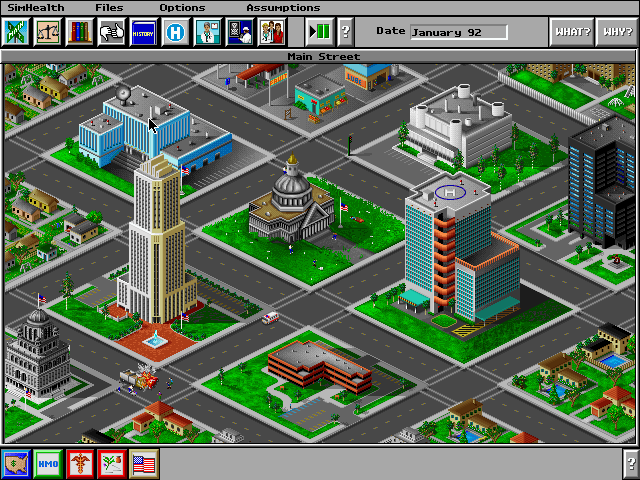 SimHealth Files Options Assumptions
HISTORY
H
?
Date January 92
WHAT?
WHY?
Main Street
H
HMO
?